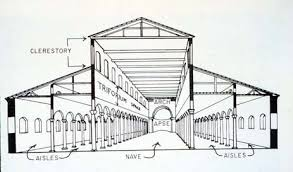 CLERESTORY
TRIFORIUM
ARCH
APSE
AISLES
NAVE
AISLES